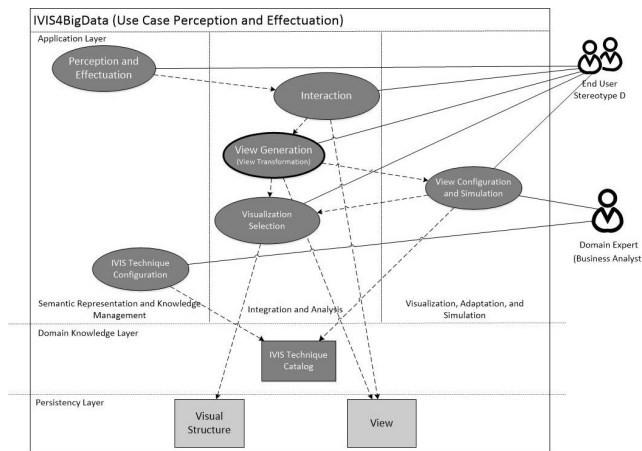 IVIS4BigData (Use Case Perception and Effectuation)
Application Layer
Perception and Effectuation
Interaction
End User
Stereotype D
View Generation
(View Transformation)
View Configuration
and Simulation
Visualization
Selection
Domain Expert
(Business Analyst
IVIS Technique
Configuration
Semantic Representation and Knowledge
Management
Integration and Analysis
Visualization, Adaptation, and
Simulation
Domain Knowledge Layer
IVIS Technique
Catalog
Persistency Layer
Visual
Structure
View